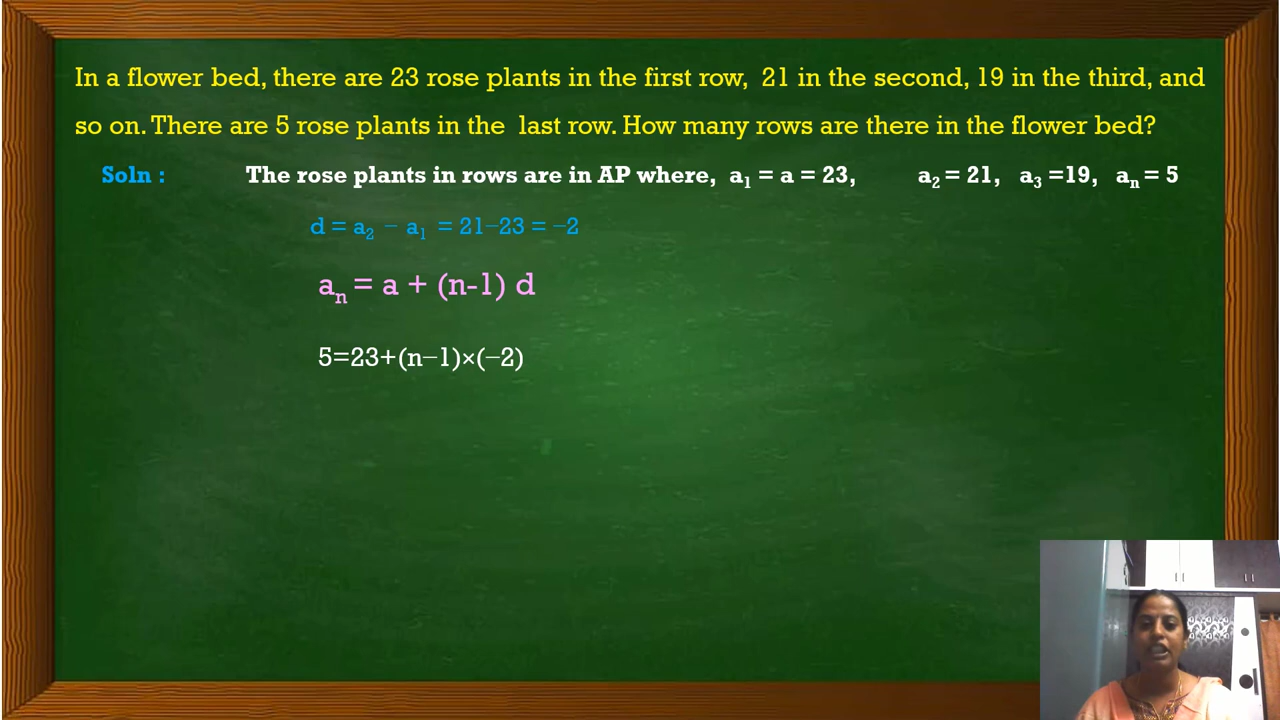 In a flower bed, there are 23 rose plants in the first row, 21 in the second, 19 in the third, and
so on. There are 5 rose plants in the last row. How many rows are there in the flower bed?
Soln : The rose plants in rows are in AP where, a₁ = a = 23, a₂ = 21, a₃ =19, aₙ = 5
d = a₂ − a₁ = 21−23 = −2
aₙ = a + (n-1) d
5=23+(n−1)×(−2)